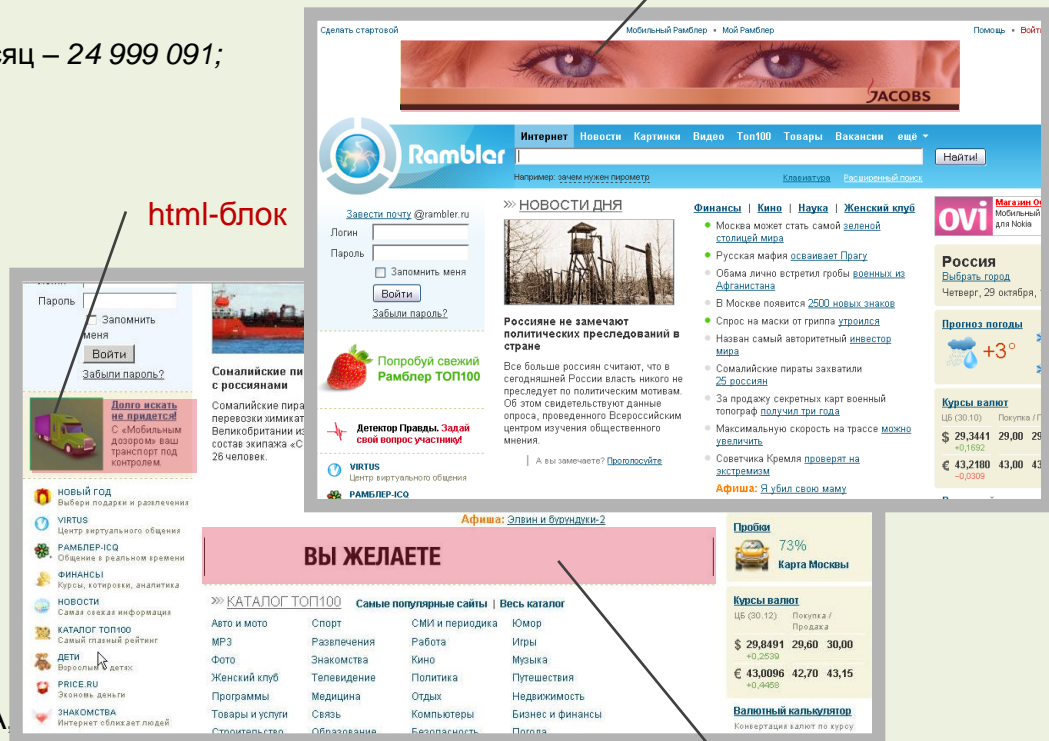 сяц – 24 999 091;
html-блок
Сделать стартовой
Мобильный Рамблер • Мой Рамблер
Помощь • Войти
JACOBS
Rambler
Интернет Новости Картинки Видео Топ100 Товары Вакансии ещё
Найти!
Например: зачем нужен пирометр
Клавиатура Расширенный поиск
Завести почту @rambler.ru
Логин
Пароль
Запомнить меня
Войти
Забыли пароль?
Попробуй свежий
Рамблер ТОП100
Детектор Правды. Задай
свой вопрос участнику!
VIRTUS
Центр виртуального общения
РАМБЛЕР-ICQ
НОВОСТИ ДНЯ
Россияне не замечают
политических преследований в
стране
Все больше россиян считают, что в
сегодняшней России власть никого не
преследует по политическим мотивам.
Об этом свидетельствуют данные
опроса, проведенного Всероссийским
центром изучения общественного
мнения.
А вы замечаете? Проголосуйте
Финансы | Кино | Наука | Женский клуб
Москва может стать самой зеленой
столицей мира
Русская мафия осваивает Прагу
Обама лично встретил гробы военных из
Афганистана
В Москве появится 2500 новых знаков
Спрос на маски от гриппа утроился
Назван самый авторитетный инвестор
мира
Сомалийские пираты захватили
25 россиян
За продажу секретных карт военный
топограф получил три года
Максимальную скорость на трассе можно
увеличить
Советчика Кремля проверят на
экстремизм
Афиша: Я убил свою маму
ovi
Магазин
Мобильный
для Nokia
Россия
Выбрать город
Четверг, 29 октября,
Прогноз погоды
+3°
Курсы валют
ЦБ (30.10) Покупка /
$ 29,3441 29,00 29
+0,1692
€ 43,2180 43,00 43
–0,0309
Пароль
Запомнить
меня
Войти
Забыли пароль?
Долго искать
не придется!
С «Мобильным
дозором» ваш
транспорт под
контролем.
НОВЫЙ ГОД
Выбери подарки и развлечения
VIRTUS
Центр виртуального общения
РАМБЛЕР-ICQ
Общение в реальном времени
ФИНАНСЫ
Курсы, котировки, аналитика
НОВОСТИ
Самая свежая информация
КАТАЛОГ ТОП100
Самый главный рейтинг
ДЕТИ
Взрослым о детях
PRICE.RU
Экономь деньги
ЗНАКОМСТВА
Интернет сближает людей
Сомалийские пи
с россиянами
Сомалийские пира
перевозки химикат
Великобритании из
состав экипажа «С
26 человек.
Афиша: Элвин и бурундуки-2
ВЫ ЖЕЛАЕТЕ
КАТАЛОГ ТОП100 Самые популярные сайты | Весь каталог
Авто и мото Спорт СМИ и периодика Юмор
MP3 Развлечения Работа Игры
Фото Знакомства Кино Музыка
Женский клуб Телевидение Политика Путешествия
Программы Медицина Отдых Недвижимость
Товары и услуги Связь Компьютеры Бизнес и финансы
Строительство Образование Безопасность Погода
Пробки
73%
Карта Москвы
Курсы валют
ЦБ (30.12) Покупка /
Продажа
$ 29,8491 29,60 30,00
+0,2539
€ 43,0096 42,70 43,15
+0,4458
Валютный калькулятор
Конвертация валют по курсу